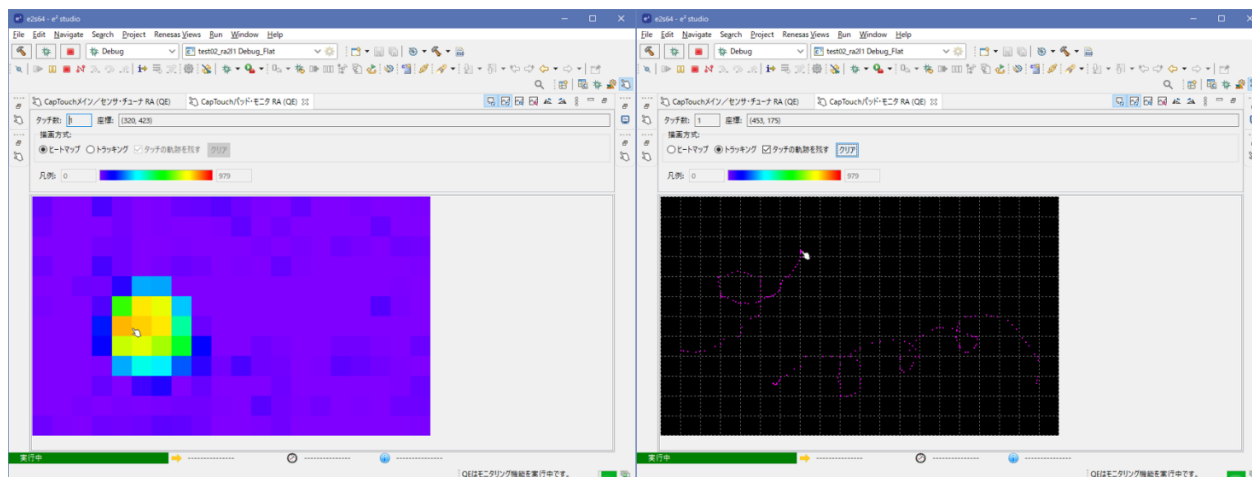 e2s64 - e² studio
File Edit Navigate Search Project Renesas Views Run Window Help
Debug
test02_ra2l1 Debug_Flat
CapTouchメイン／センサ・チューナ RA (QE)
CapTouchパッド・モニタ RA (QE)
タッチ数: 1 座標: (320, 423)
描画方式:
ヒートマップ トラッキング タッチの軌跡を残す クリア
凡例: 0 979
実行中 --------------- --------------- ---------------
QEはモニタリング機能を実行中です。
e2s64 - e² studio
File Edit Navigate Search Project Renesas Views Run Window Help
Debug
test02_ra2l1 Debug_Flat
CapTouchメイン／センサ・チューナ RA (QE)
CapTouchパッド・モニタ RA (QE)
タッチ数: 1 座標: (453, 175)
描画方式:
ヒートマップ トラッキング タッチの軌跡を残す クリア
凡例: 0 979
実行中 --------------- --------------- ---------------
QEはモニタリング機能を実行中です。